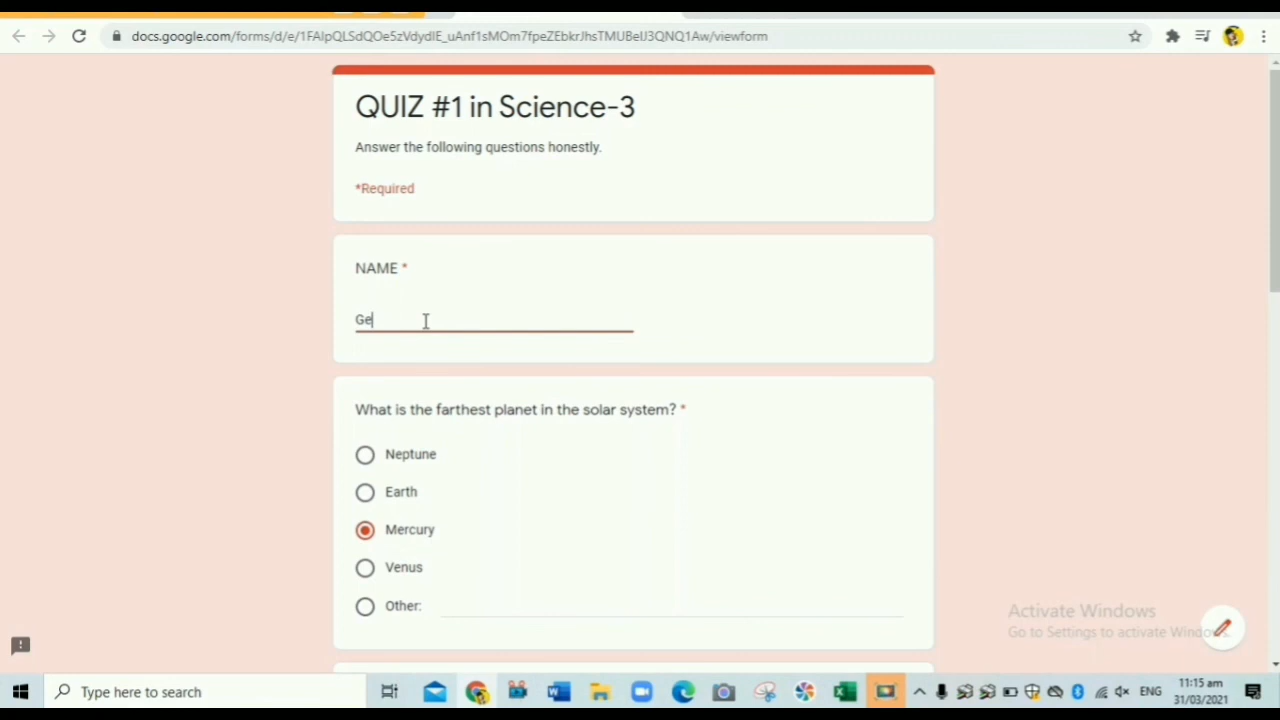 docs.google.com/forms/d/e/1FAIpQLSdQOe5zVdydIE_uAnf1sMOm7fpeZEbkrJhsTMUBeIJ3QNQ1Aw/viewform
QUIZ #1 in Science-3
Answer the following questions honestly.
*Required
NAME *
Ge
What is the farthest planet in the solar system? *
Neptune
Earth
Mercury
Venus
Other:
Activate Windows
Go to Settings to activate Windo
Type here to search
ENG
11:15 am
31/03/2021